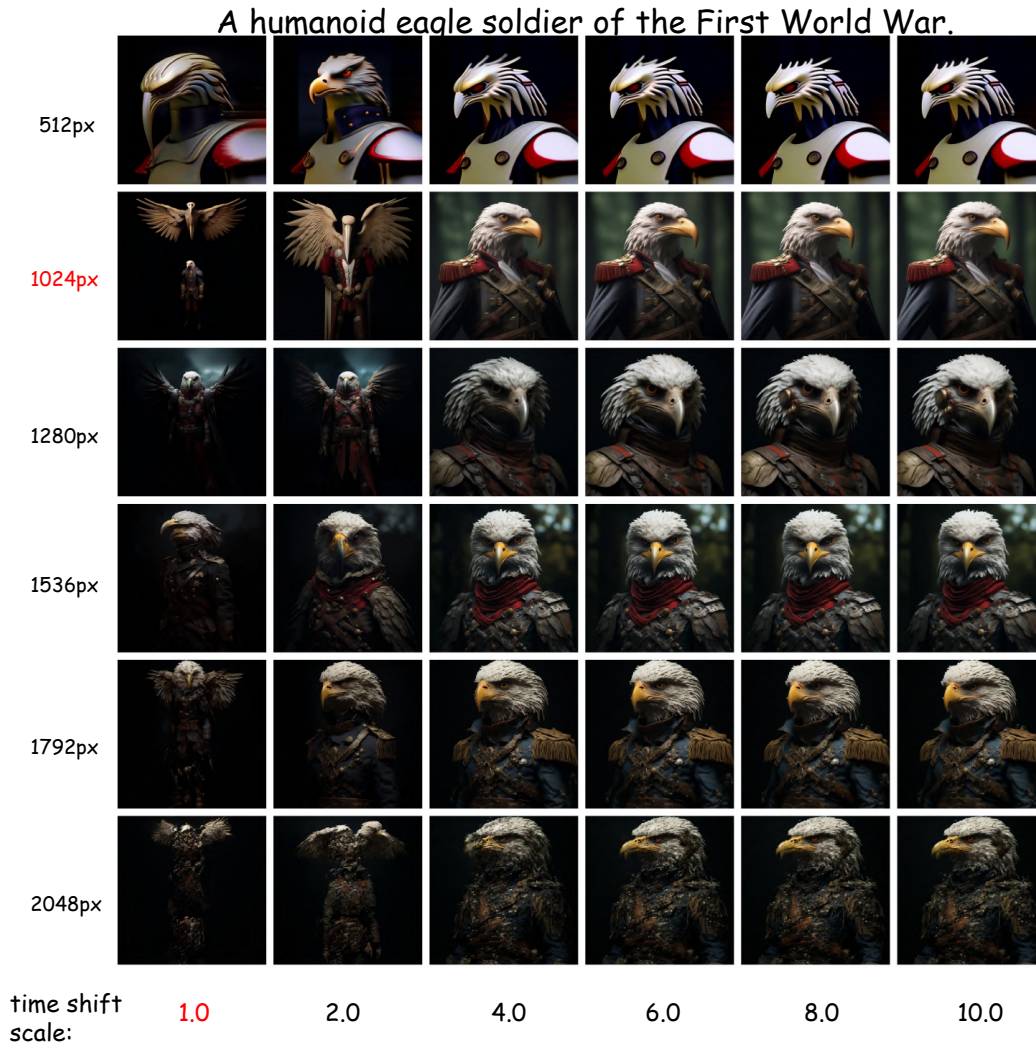 A humanoid eagle soldier of the First World War.
512px
1024px
1280px
1536px
1792px
2048px
time shift
scale:
1.0 2.0 4.0 6.0 8.0 10.0